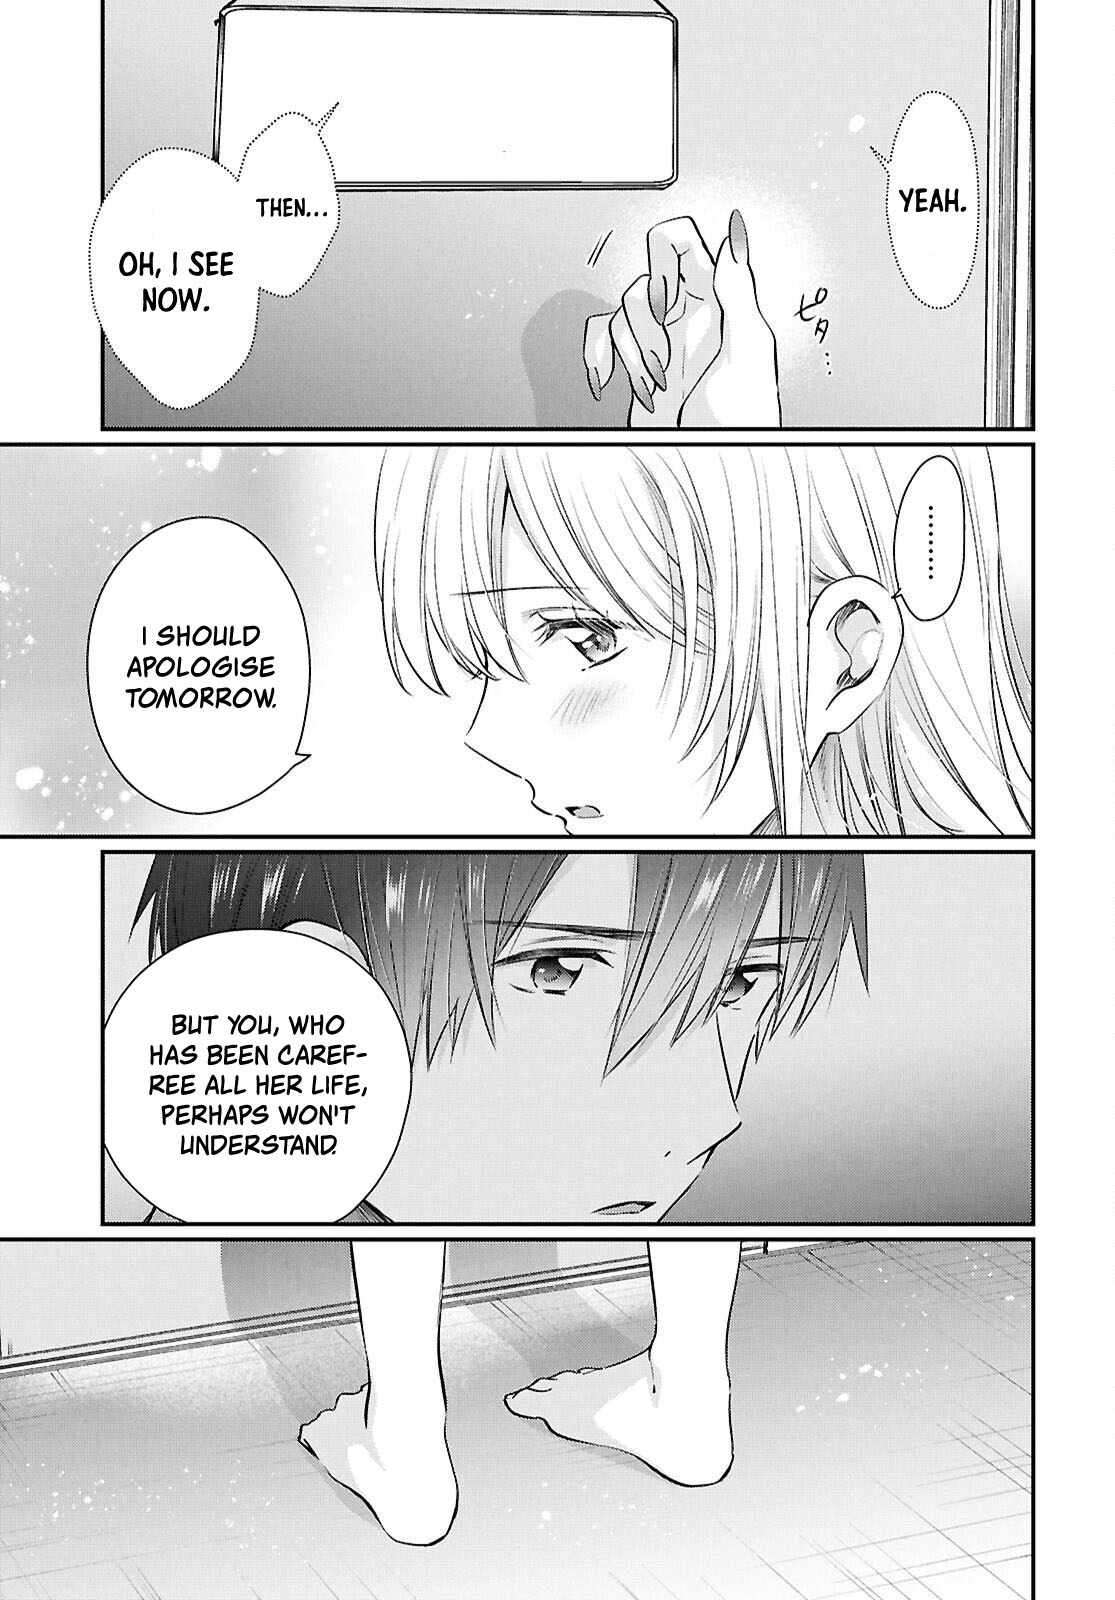 YEAH.
ピタ…
THEN...
OH, I SEE
NOW.
………
I SHOULD
APOLOGISE
TOMORROW.
BUT YOU, WHO
HAS BEEN CAREF-
REE ALL HER LIFE,
PERHAPS WON'T
UNDERSTAND.